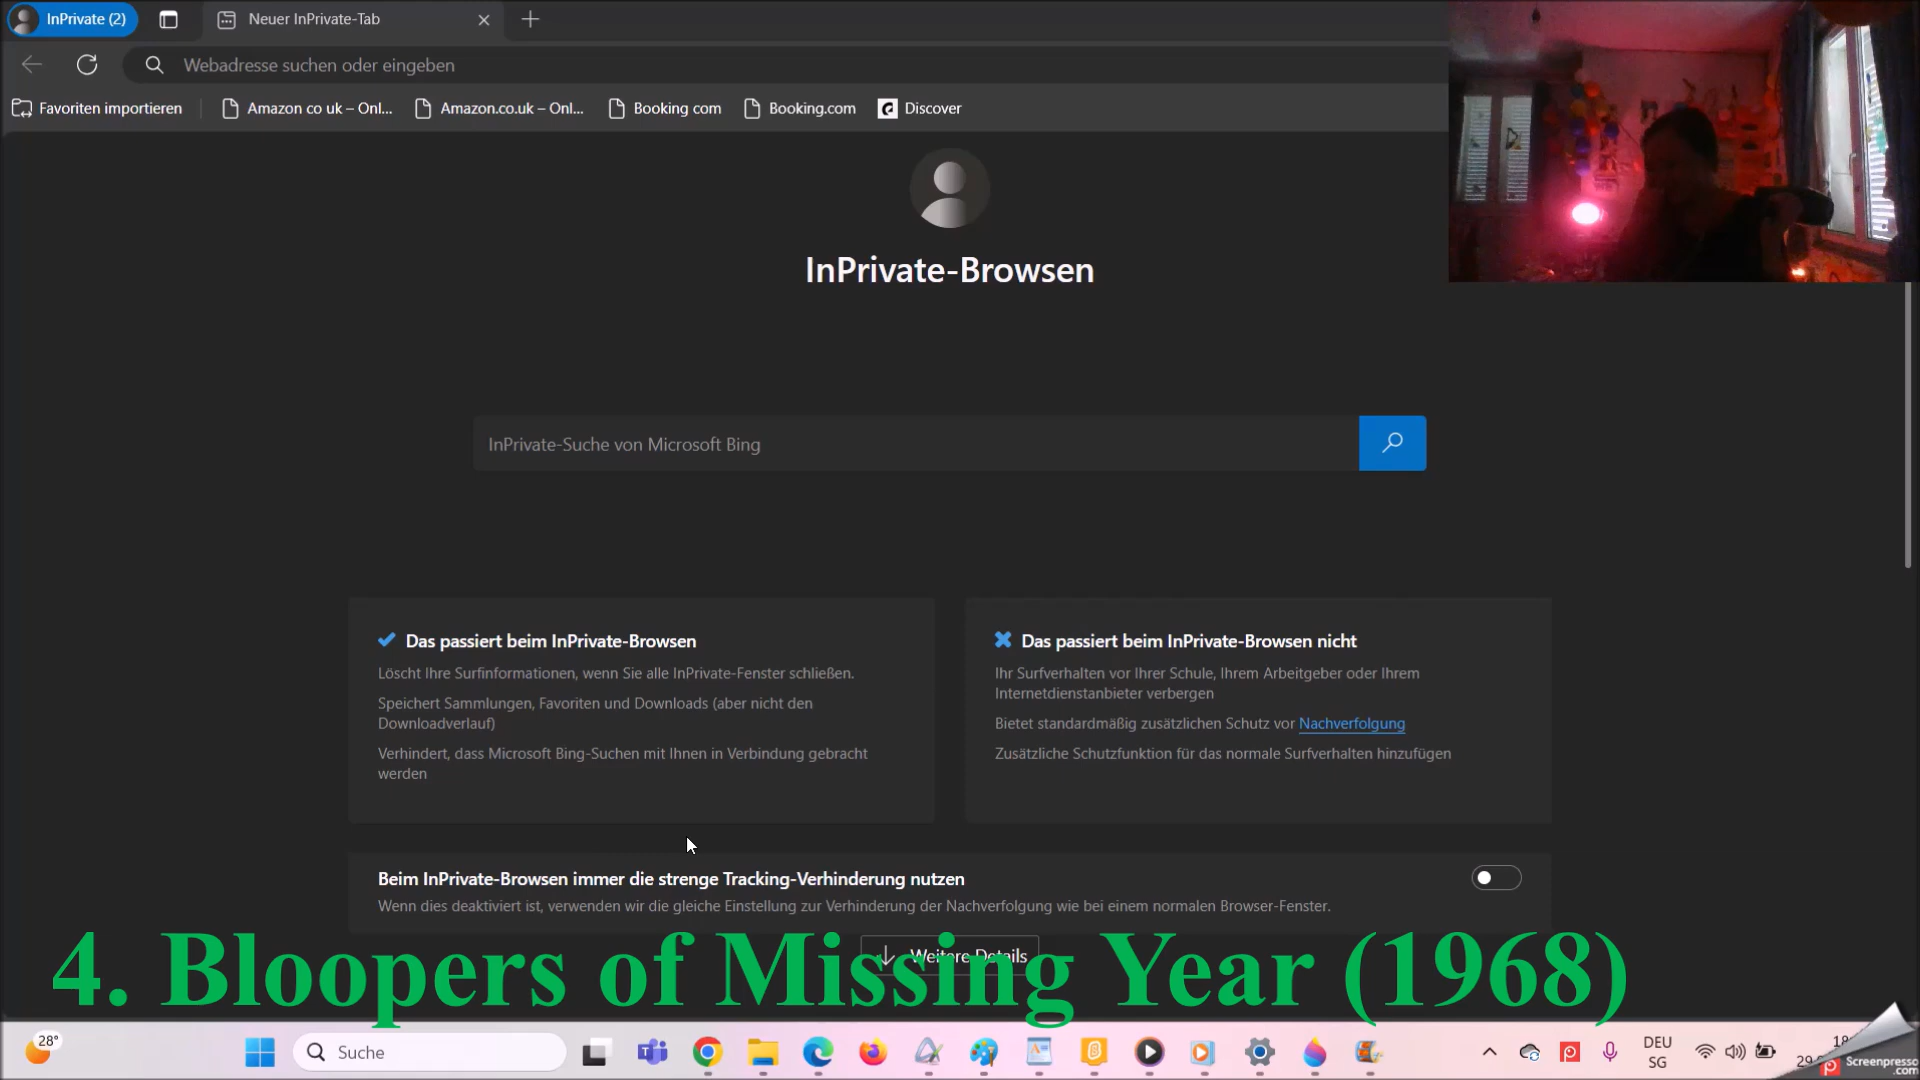 InPrivate (2)
Neuer InPrivate-Tab
Webadresse suchen oder eingeben
Favoriten importieren
Amazon co uk – Onl...
Amazon.co.uk – Onl...
Booking com
Booking.com
Discover
InPrivate-Browsen
InPrivate-Suche von Microsoft Bing
Das passiert beim InPrivate-Browsen
Löscht Ihre Surfinformationen, wenn Sie alle InPrivate-Fenster schließen.
Speichert Sammlungen, Favoriten und Downloads (aber nicht den
Downloadverlauf)
Verhindert, dass Microsoft Bing-Suchen mit Ihnen in Verbindung gebracht
werden
Das passiert beim InPrivate-Browsen nicht
Ihr Surfverhalten vor Ihrer Schule, Ihrem Arbeitgeber oder Ihrem
Internetdienstanbieter verbergen
Bietet standardmäßig zusätzlichen Schutz vor Nachverfolgung
Zusätzliche Schutzfunktion für das normale Surfverhalten hinzufügen
Beim InPrivate-Browsen immer die strenge Tracking-Verhinderung nutzen
Wenn dies deaktiviert ist, verwenden wir die gleiche Einstellung zur Verhinderung der Nachverfolgung wie bei einem normalen Browser-Fenster.
Weitere Details
4. Bloopers of Missing Year (1968)
28°
Suche
DEU
SG
Screenpresso
.com